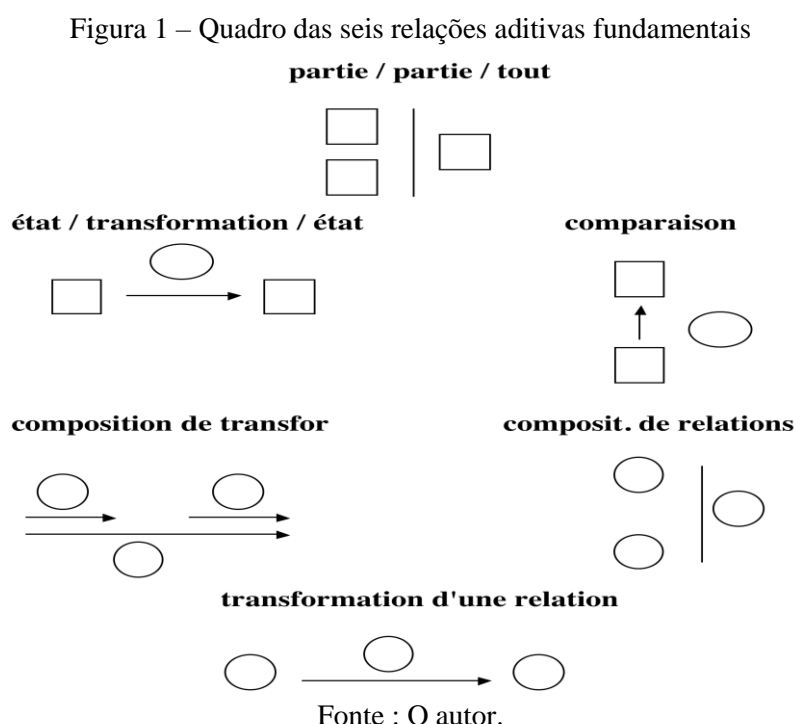 Figura 1 – Quadro das seis relações aditivas fundamentais
partie / partie / tout
état / transformation / état
comparaison
composition de transfor
composit. de relations
transformation d'une relation
Fonte : O autor.